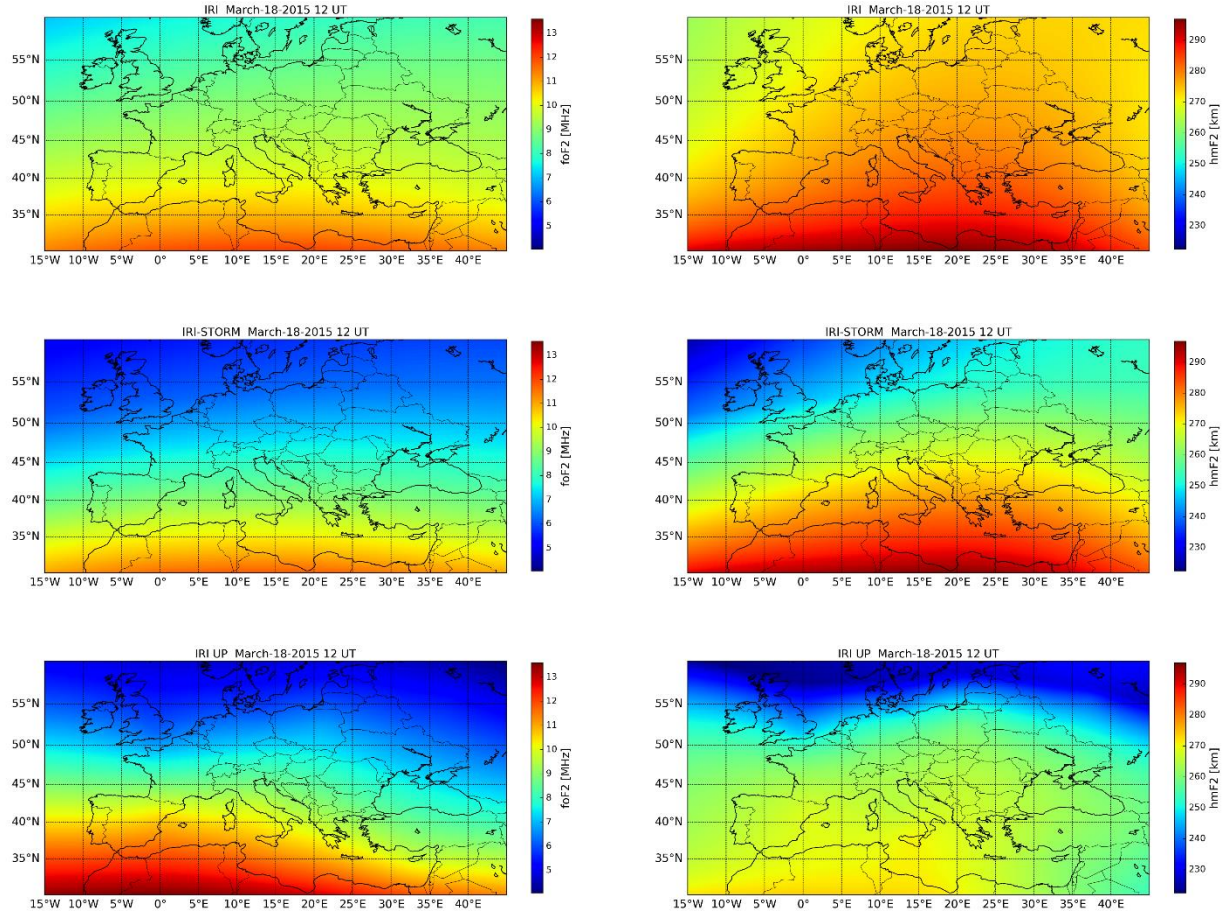 IRI March-18-2015 12 UT
55°N
50°N
45°N
40°N
35°N
15°W 10°W 5°W 0° 5°E 10°E 15°E 20°E 25°E 30°E 35°E 40°E
13
12
11
10
9
8
7
6
5
foF2 [MHz]
IRI March-18-2015 12 UT
55°N
50°N
45°N
40°N
35°N
15°W 10°W 5°W 0° 5°E 10°E 15°E 20°E 25°E 30°E 35°E 40°E
290
280
270
260
250
240
230
hmF2 [km]
IRI-STORM March-18-2015 12 UT
55°N
50°N
45°N
40°N
35°N
15°W 10°W 5°W 0° 5°E 10°E 15°E 20°E 25°E 30°E 35°E 40°E
13
12
11
10
9
8
7
6
5
foF2 [MHz]
IRI-STORM March-18-2015 12 UT
55°N
50°N
45°N
40°N
35°N
15°W 10°W 5°W 0° 5°E 10°E 15°E 20°E 25°E 30°E 35°E 40°E
290
280
270
260
250
240
230
hmF2 [km]
IRI UP March-18-2015 12 UT
55°N
50°N
45°N
40°N
35°N
15°W 10°W 5°W 0° 5°E 10°E 15°E 20°E 25°E 30°E 35°E 40°E
13
12
11
10
9
8
7
6
5
foF2 [MHz]
IRI UP March-18-2015 12 UT
55°N
50°N
45°N
40°N
35°N
15°W 10°W 5°W 0° 5°E 10°E 15°E 20°E 25°E 30°E 35°E 40°E
290
280
270
260
250
240
230
hmF2 [km]